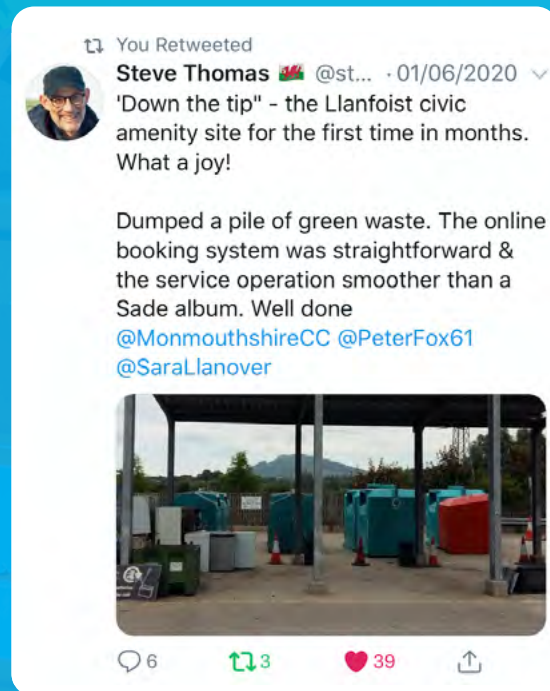 You Retweeted
Steve Thomas @st... · 01/06/2020
'Down the tip" - the Llanfoist civic
amenity site for the first time in months.
What a joy!
Dumped a pile of green waste. The online
booking system was straightforward &
the service operation smoother than a
Sade album. Well done
@MonmouthshireCC @PeterFox61
@SaraLlanover
6 3 39